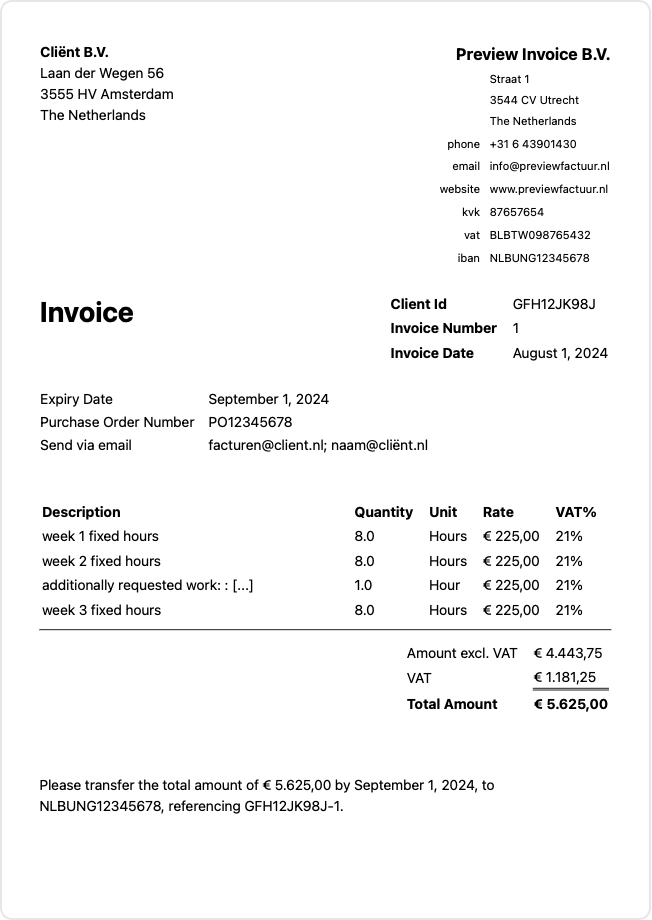 Cliënt B.V.
Laan der Wegen 56
3555 HV Amsterdam
The Netherlands
Preview Invoice B.V.
Straat 1
3544 CV Utrecht
The Netherlands
phone +31 6 43901430
email info@previewfactuur.nl
website www.previewfactuur.nl
kvk 87657654
vat BLBTW098765432
iban NLBUNG12345678
Invoice
Client Id GFH12JK98J
Invoice Number 1
Invoice Date August 1, 2024
Expiry Date September 1, 2024
Purchase Order Number PO12345678
Send via email facturen@client.nl; naam@cliënt.nl
Description Quantity Unit Rate VAT%
week 1 fixed hours 8.0 Hours € 225,00 21%
week 2 fixed hours 8.0 Hours € 225,00 21%
additionally requested work: : [...] 1.0 Hour € 225,00 21%
week 3 fixed hours 8.0 Hours € 225,00 21%
Amount excl. VAT € 4.443,75
VAT € 1.181,25
Total Amount € 5.625,00
Please transfer the total amount of € 5.625,00 by September 1, 2024, to
NLBUNG12345678, referencing GFH12JK98J-1.